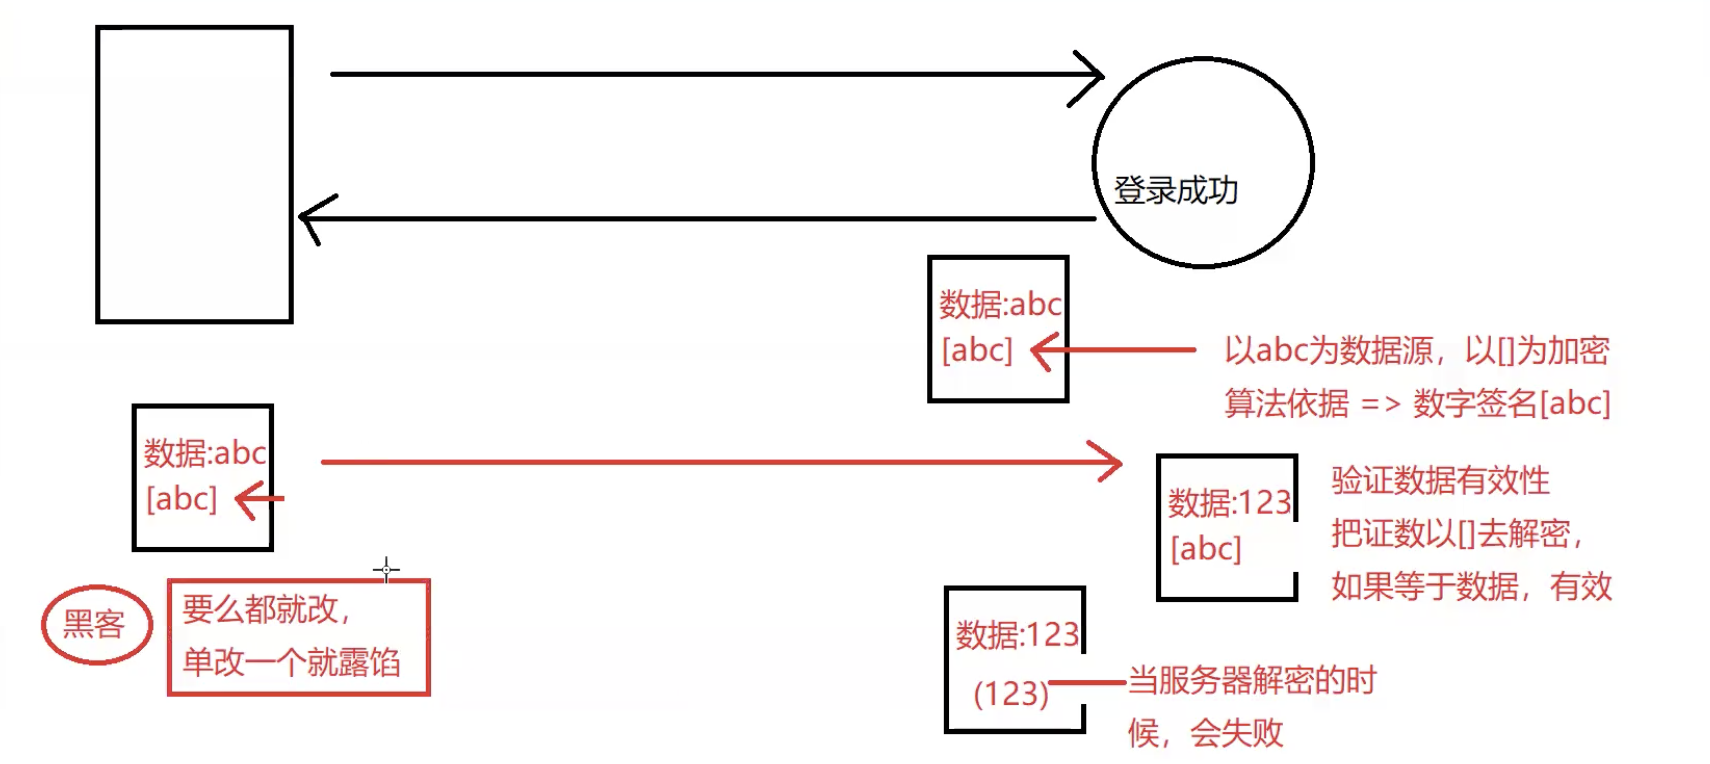 登录成功
数据:abc
[abc]
以abc为数据源，以[]为加密
算法依据 => 数字签名[abc]
数据:abc
[abc]
数据:123
[abc]
验证数据有效性
把证数以[]去解密，
如果等于数据，有效
黑客
要么都就改，
单改一个就露馅
数据:123
(123)
当服务器解密的时
候，会失败